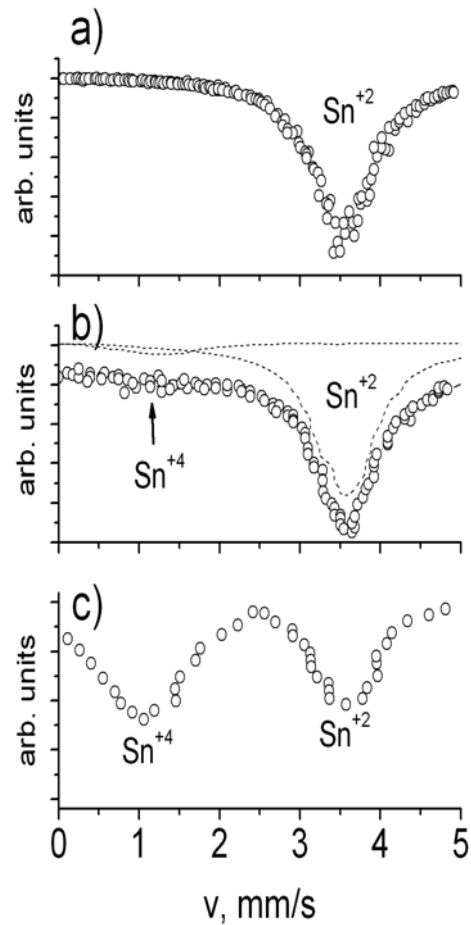 a)
Sn+2
arb. units
b)
Sn+2
Sn+4
arb. units
c)
Sn+4
Sn+2
arb. units
0 1 2 3 4 5
v, mm/s